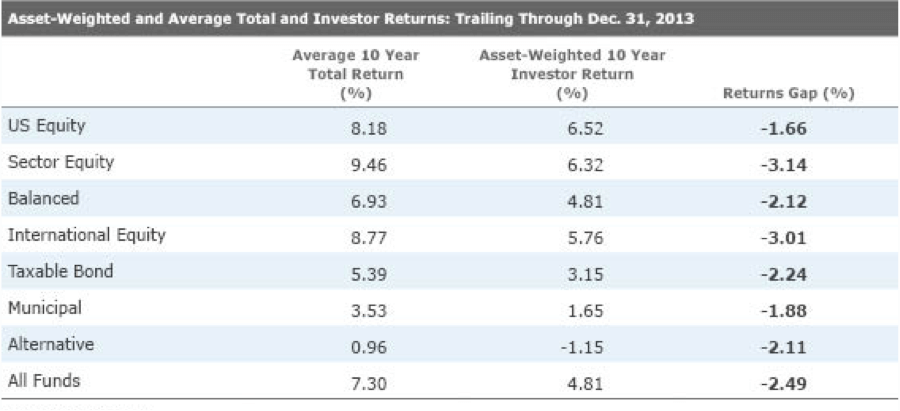 Asset-Weighted and Average Total and Investor Returns: Trailing Through Dec. 31, 2013
Average 10 Year Total Return (%) Asset-Weighted 10 Year Investor Return (%) Returns Gap (%)
US Equity 8.18 6.52 -1.66
Sector Equity 9.46 6.32 -3.14
Balanced 6.93 4.81 -2.12
International Equity 8.77 5.76 -3.01
Taxable Bond 5.39 3.15 -2.24
Municipal 3.53 1.65 -1.88
Alternative 0.96 -1.15 -2.11
All Funds 7.30 4.81 -2.49